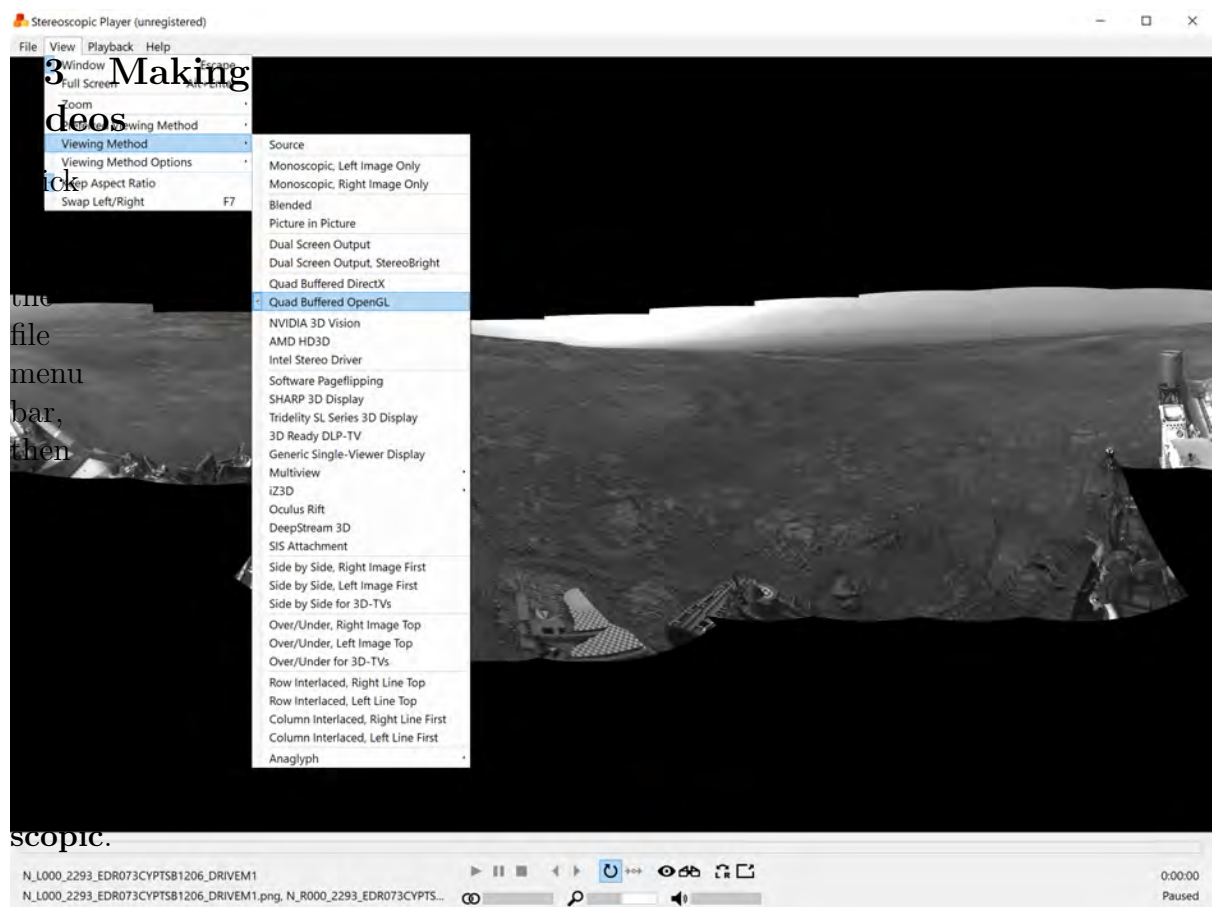 Stereoscopic Player (unregistered)
File View Playback Help
Window Escape
3 Making
Full Screen Alt+Enter
Zoom
deos
Preferred Viewing Method
Viewing Method
Viewing Method Options
ick
Keep Aspect Ratio
Swap Left/Right F7
Source
Monoscopic, Left Image Only
Monoscopic, Right Image Only
Blended
Picture in Picture
Dual Screen Output
Dual Screen Output, StereoBright
Quad Buffered DirectX
Quad Buffered OpenGL
NVIDIA 3D Vision
AMD HD3D
Intel Stereo Driver
Software Pageflipping
SHARP 3D Display
Tridelity SL Series 3D Display
3D Ready DLP-TV
Generic Single-Viewer Display
Multiview
iZ3D
Oculus Rift
DeepStream 3D
SIS Attachment
Side by Side, Right Image First
Side by Side, Left Image First
Side by Side for 3D-TVs
Over/Under, Right Image Top
Over/Under, Left Image Top
Over/Under for 3D-TVs
Row Interlaced, Right Line Top
Row Interlaced, Left Line Top
Column Interlaced, Right Line First
Column Interlaced, Left Line First
Anaglyph
the
file
menu
bar,
then
scopic.
N_L000_2293_EDR073CYPTSB1206_DRIVEM1
0:00:00
N_L000_2293_EDR073CYPTSB1206_DRIVEM1.png, N_R000_2293_EDR073CYPTS...
Paused